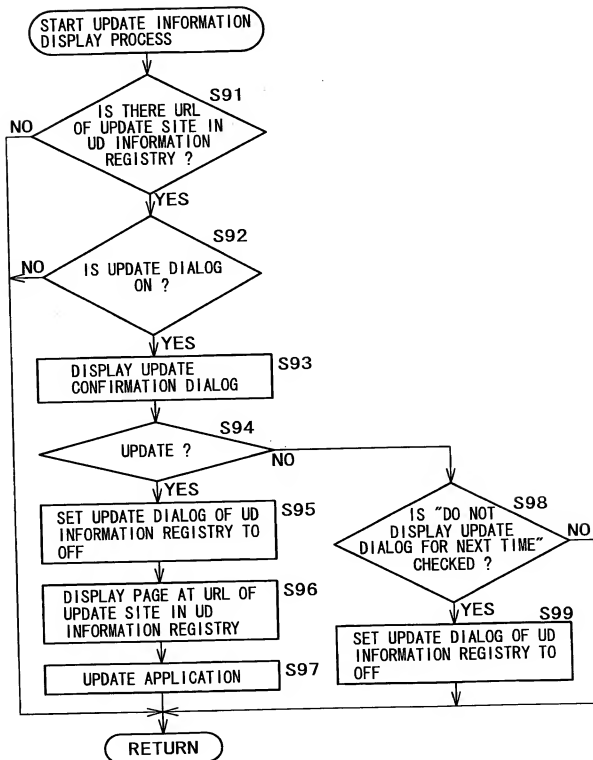 START UPDATE INFORMATION
DISPLAY PROCESS
S91
IS THERE URL
OF UPDATE SITE IN
UD INFORMATION
REGISTRY ?
NO
YES
S92
IS UPDATE DIALOG
ON ?
NO
YES
S93
DISPLAY UPDATE
CONFIRMATION DIALOG
S94
UPDATE ?
NO
YES
S95
SET UPDATE DIALOG OF UD
INFORMATION REGISTRY TO
OFF
S96
DISPLAY PAGE AT URL OF
UPDATE SITE IN UD
INFORMATION REGISTRY
S97
UPDATE APPLICATION
S98
IS "DO NOT
DISPLAY UPDATE
DIALOG FOR NEXT TIME"
CHECKED ?
NO
YES
S99
SET UPDATE DIALOG OF UD
INFORMATION REGISTRY TO
OFF
RETURN